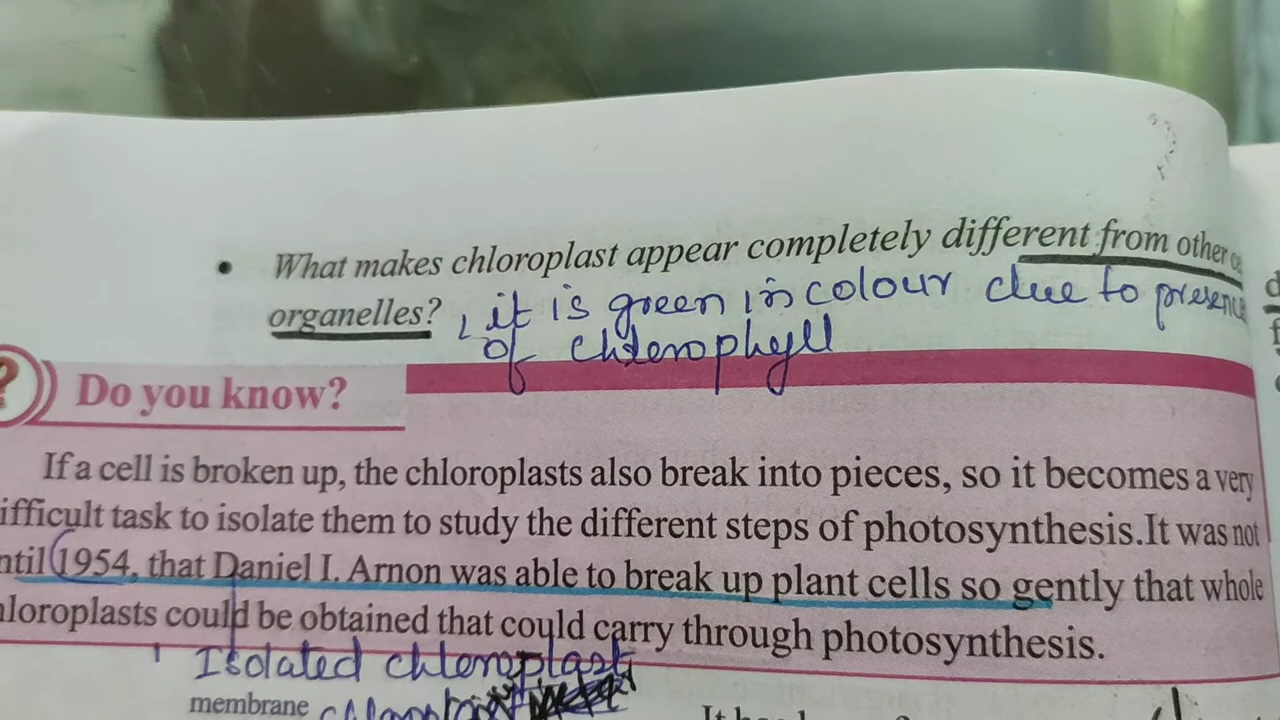 • What makes chloroplast appear completely different from other
organelles? it is green in colour due to presence
of chlorophyll
Do you know?
If a cell is broken up, the chloroplasts also break into pieces, so it becomes a very
ifficult task to isolate them to study the different steps of photosynthesis.It was not
ntil 1954, that Daniel I. Arnon was able to break up plant cells so gently that whole
hloroplasts could be obtained that could carry through photosynthesis.
Isolated chloroplast
membrane